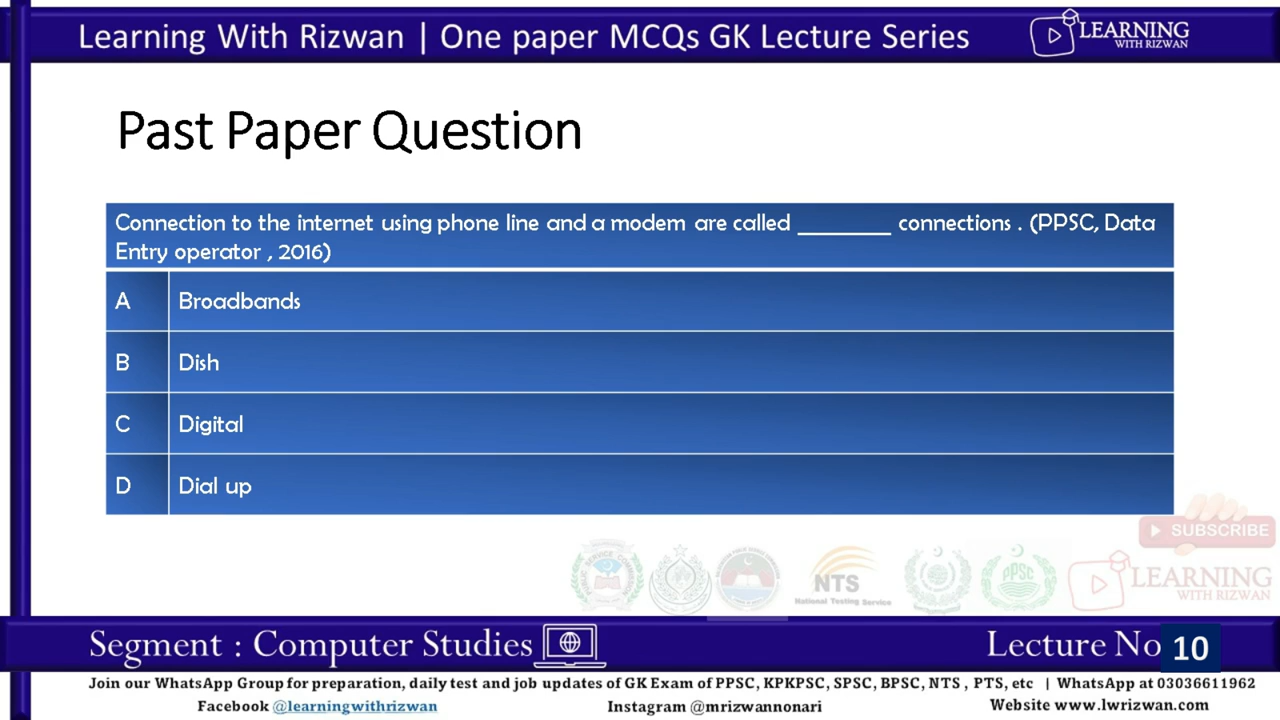 Learning With Rizwan | One paper MCQs GK Lecture Series
LEARNING
WITH RIZWAN
Past Paper Question
Connection to the internet using phone line and a modem are called ________ connections . (PPSC, Data
Entry operator , 2016)
A Broadbands
B Dish
C Digital
D Dial up
SUBSCRIBE
NTS
National Testing Service
PPSC
LEARNING
WITH RIZWAN
Segment : Computer Studies
Lecture No 10
Join our WhatsApp Group for preparation, daily test and job updates of GK Exam of PPSC, KPKPSC, SPSC, BPSC, NTS , PTS, etc | WhatsApp at 03036611962
Facebook @learningwithrizwan Instagram @mrizwannonari Website www.lwrizwan.com